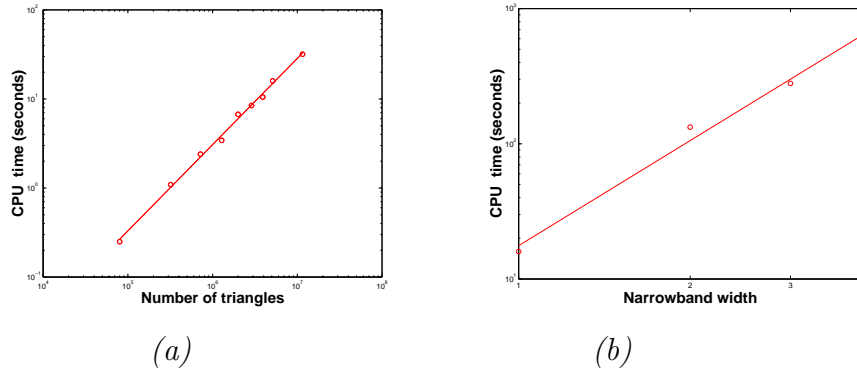 10^2
10^1
10^0
10^-1
CPU time (seconds)
10^4 10^5 10^6 10^7 10^8
Number of triangles
(a)
10^3
10^2
10^1
CPU time (seconds)
1 2 3
Narrowband width
(b)